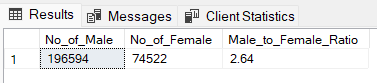 Results Messages Client Statistics
No_of_Male No_of_Female Male_to_Female_Ratio
1 196594 74522 2.64